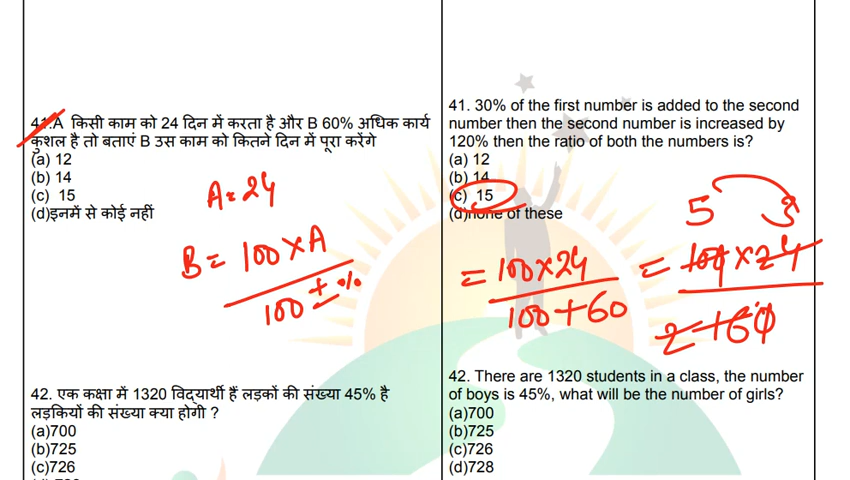 41.A किसी काम को 24 दिन में करता है और B 60% अधिक कार्य
कुशल है तो बताएं B उस काम को कितने दिन में पूरा करेंगे
(a) 12
(b) 14
(c) 15
(d)इनमें से कोई नहीं
A = 24
B = 100 × A
100 ± %
42. एक कक्षा में 1320 विद्यार्थी हैं लड़कों की संख्या 45% है
लड़कियों की संख्या क्या होगी ?
(a)700
(b)725
(c)726
41. 30% of the first number is added to the second
number then the second number is increased by
120% then the ratio of both the numbers is?
(a) 12
(b) 14
(c) 15
(d)none of these
= 100 × 24
100 + 60
5 3
= 100 × 24
160
42. There are 1320 students in a class, the number
of boys is 45%, what will be the number of girls?
(a)700
(b)725
(c)726
(d)728